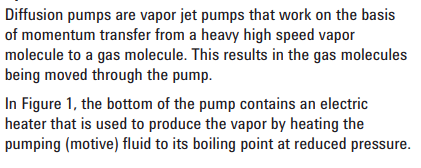 Diffusion pumps are vapor jet pumps that work on the basis
of momentum transfer from a heavy high speed vapor
molecule to a gas molecule. This results in the gas molecules
being moved through the pump.
In Figure 1, the bottom of the pump contains an electric
heater that is used to produce the vapor by heating the
pumping (motive) fluid to its boiling point at reduced pressure.